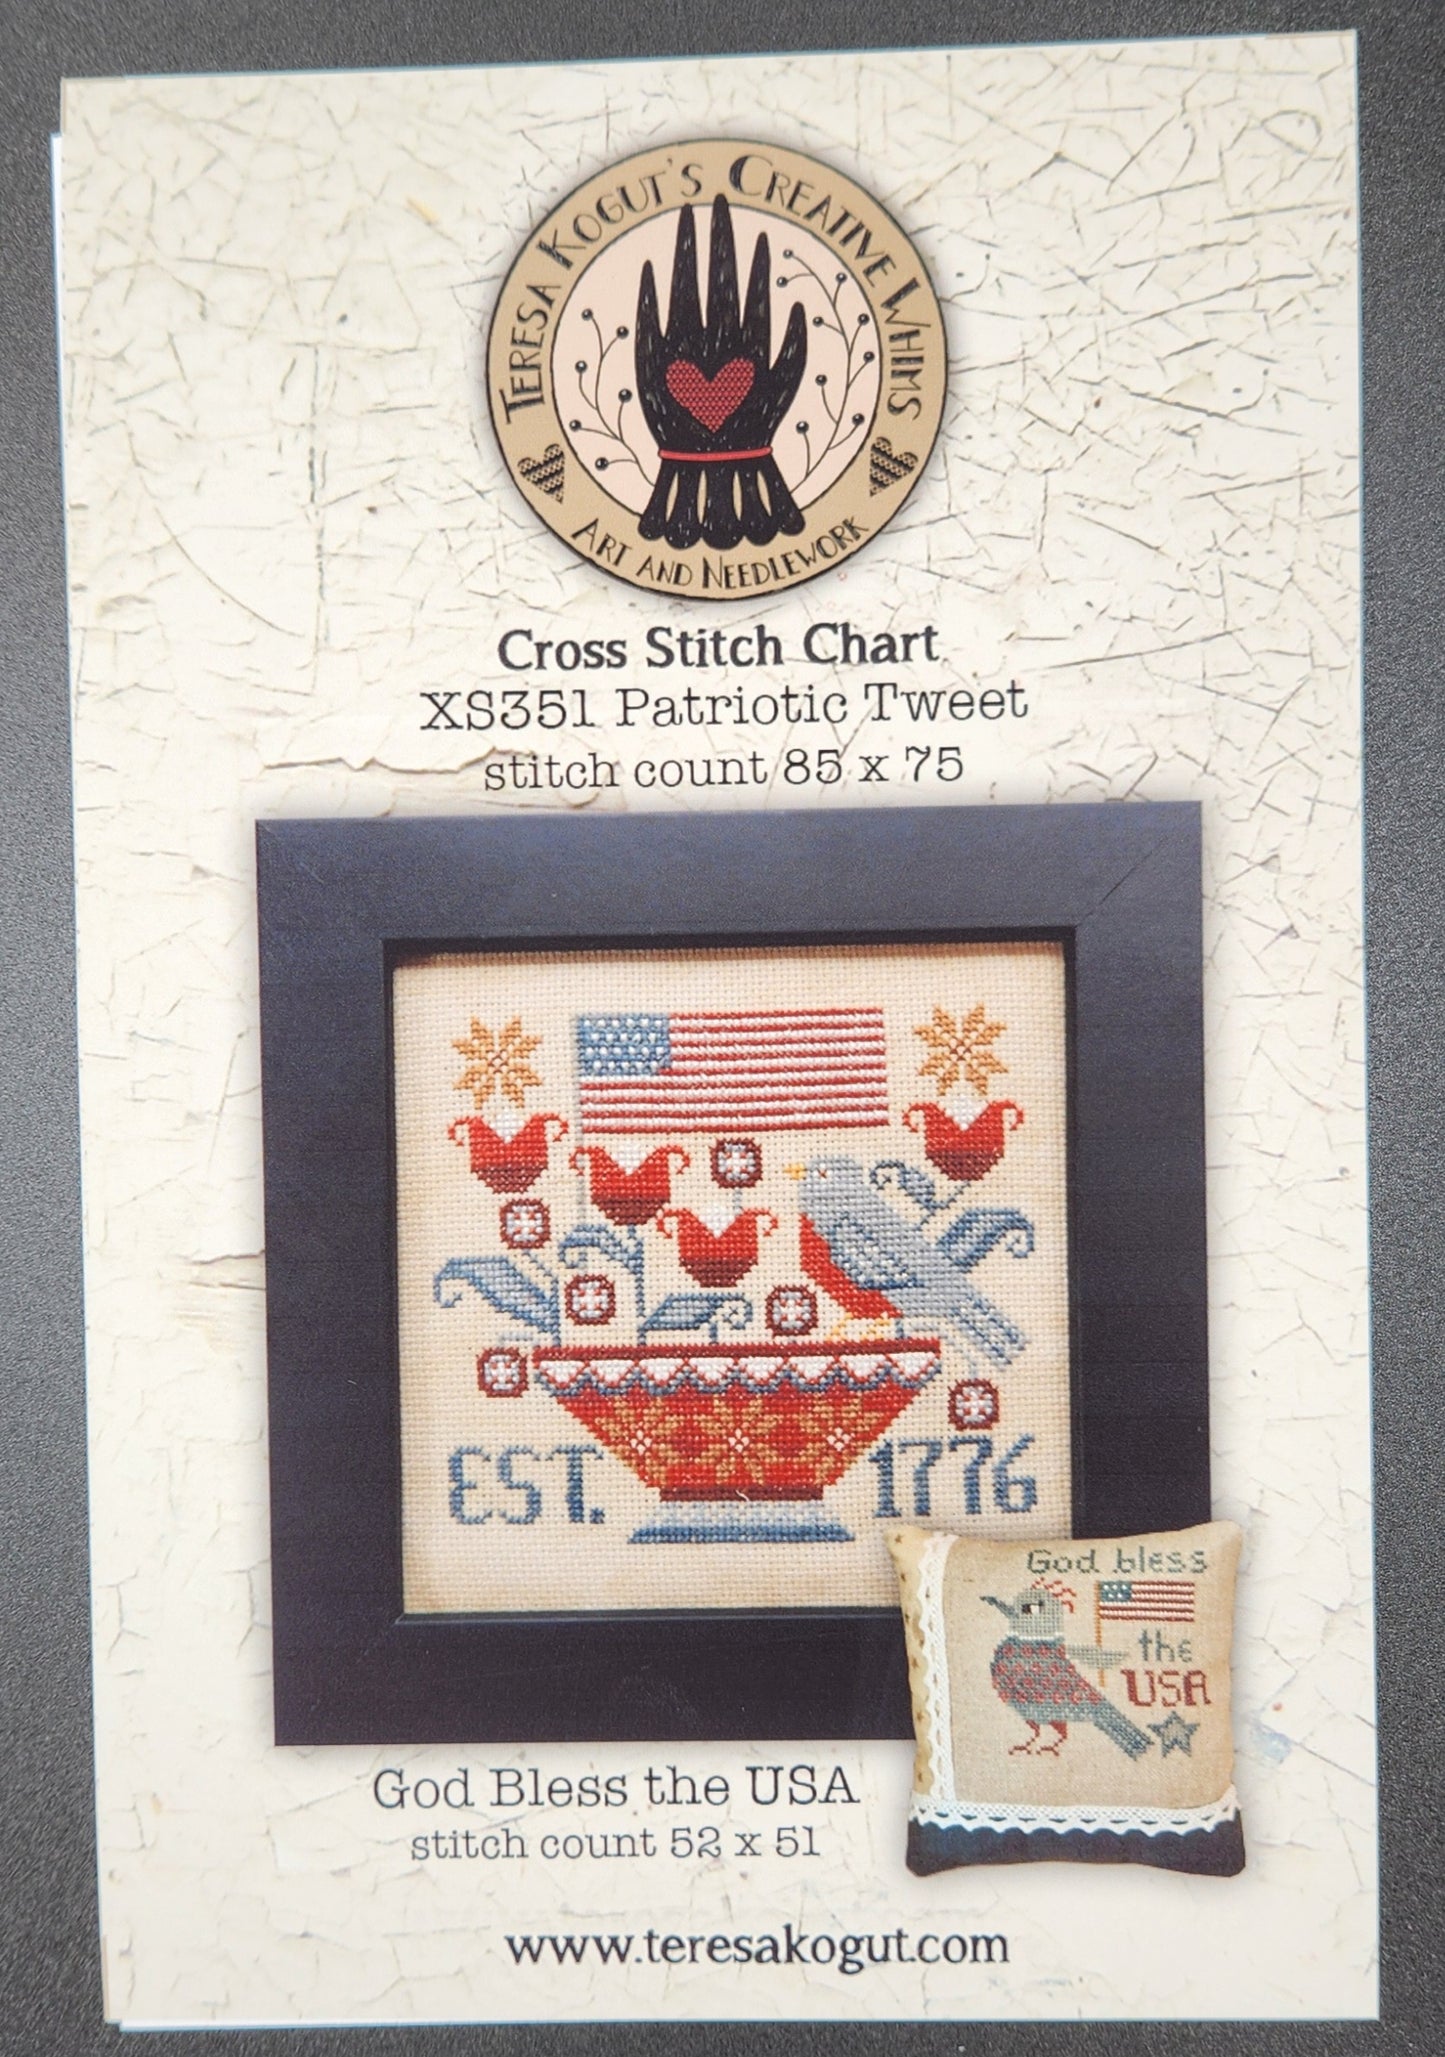 TERESA KOGUT'S CREATIVE WHIMS
ART AND NEEDLEWORK
Cross Stitch Chart
XS351 Patriotic Tweet
stitch count 85 x 75
EST. 1776
God bless
the
USA
God Bless the USA
stitch count 52 x 51
www.teresakogut.com